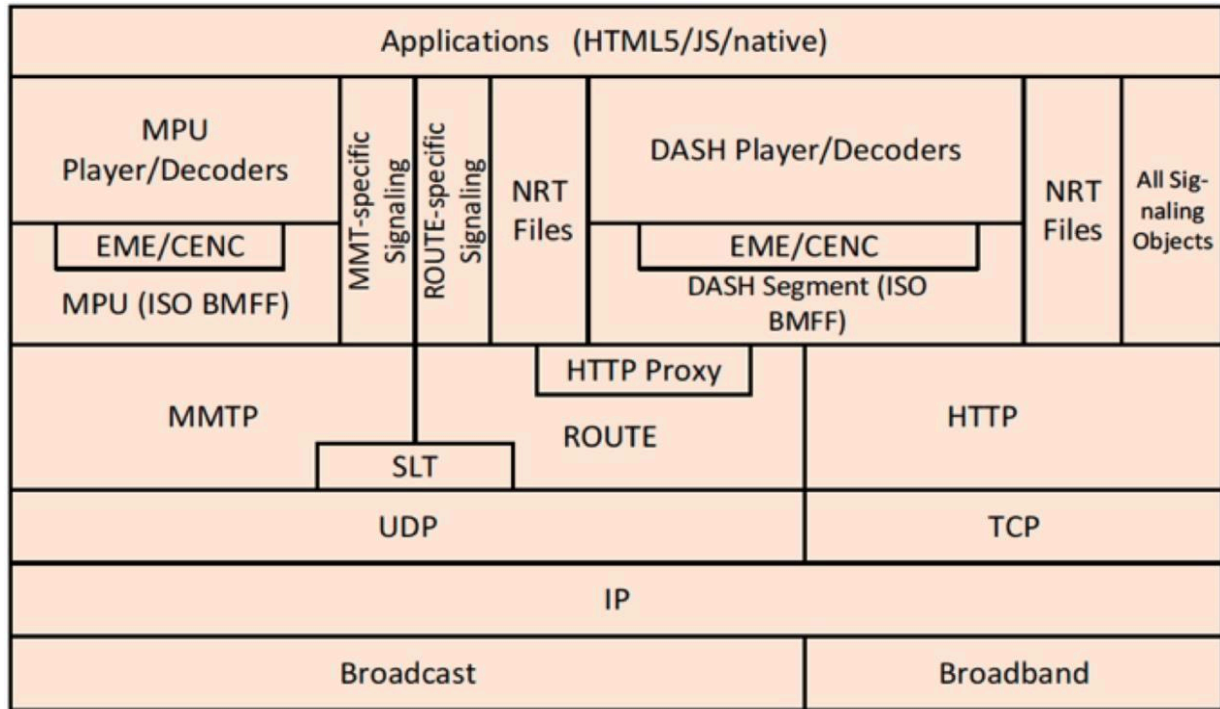 Applications (HTML5/JS/native)
MPU
Player/Decoders
MMT-specific
Signaling
ROUTE-specific
Signaling
NRT
Files
DASH Player/Decoders
NRT
Files
All Sig-
naling
Objects
EME/CENC
MPU (ISO BMFF)
EME/CENC
DASH Segment (ISO
BMFF)
MMTP
HTTP Proxy
ROUTE
HTTP
SLT
UDP
TCP
IP
Broadcast
Broadband